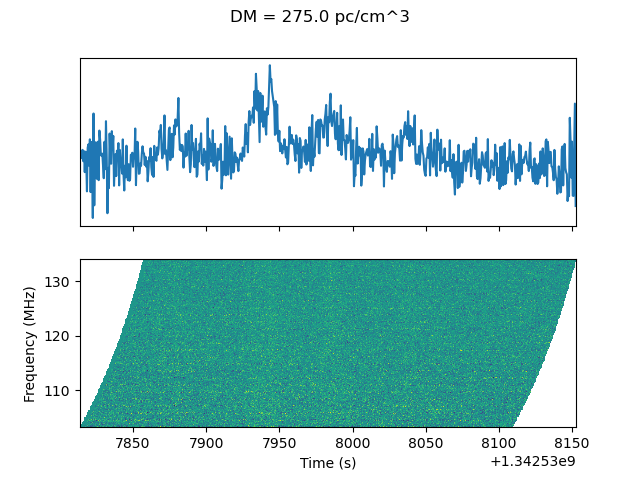 DM = 275.0 pc/cm^3
130
120
110
Frequency (MHz)
7850 7900 7950 8000 8050 8100 8150
Time (s)
+1.34253e9